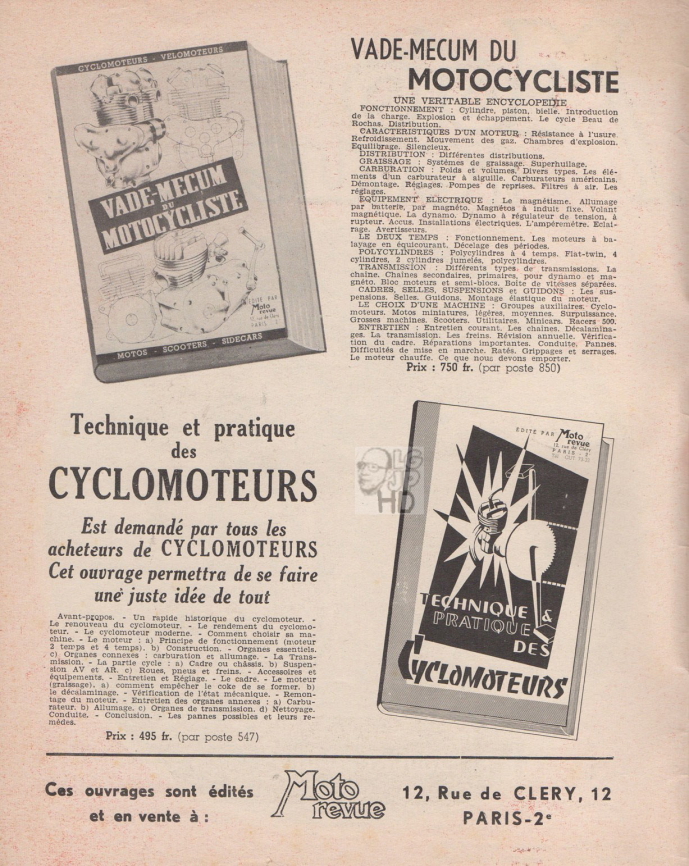 CYCLOMOTEURS - VELOMOTEURS
VADE-MECUM
DU
MOTOCYCLISTE
EDITE PAR
Moto
revue
PARIS
MOTOS - SCOOTERS - SIDECARS
VADE-MECUM DU
MOTOCYCLISTE
UNE VERITABLE ENCYCLOPEDIE
FONCTIONNEMENT : Cylindre, piston, bielle. Introduction
de la charge. Explosion et échappement. Le cycle Beau de
Rochas. Distribution.
CARACTERISTIQUES D'UN MOTEUR : Résistance à l'usure.
Refroidissement. Mouvement des gaz. Chambres d'explosion.
Equilibrage. Silencieux.
DISTRIBUTION : Différentes distributions.
GRAISSAGE : Systèmes de graissage. Superhuilage.
CARBURATION : Poids et volumes. Divers types. Les élé-
ments d'un carburateur à aiguille. Carburateurs américains.
Démontage. Réglages. Pompes de reprises. Filtres à air. Les
réglages.
EQUIPEMENT ELECTRIQUE : Le magnétisme. Allumage
par batterie, par magnéto. Magnétos à induit fixe. Volant
magnétique. La dynamo. Dynamo à régulateur de tension, à
rupteur. Accus. Installations électriques. L'ampèremètre. Eclai-
rage. Avertisseurs.
LE DEUX TEMPS : Fonctionnement. Les moteurs à ba-
layage en équicourant. Décelage des périodes.
POLYCYLINDRES : Polycylindres à 4 temps. Flat-twin, 4
cylindres, 2 cylindres jumelés, polycylindres.
TRANSMISSION : Différents types de transmissions. La
chaîne. Chaînes secondaires, primaires, pour dynamo et ma-
gnéto. Bloc moteurs et semi-blocs. Boîte de vitesses séparées.
CADRES, SELLES, SUSPENSIONS et GUIDONS : Les sus-
pensions. Selles. Guidons. Montage élastique du moteur.
LE CHOIX D'UNE MACHINE : Groupes auxiliaires. Cyclo-
moteurs. Motos miniatures, légères, moyennes. Surpuissance.
Grosses machines. Scooters. Utilitaires. Minicars. Racers 500.
ENTRETIEN : Entretien courant. Les chaînes. Décalamina-
ges. La transmission. Les freins. Révision annuelle. Vérifica-
tion du cadre. Réparations importantes. Conduite. Pannes.
Difficultés de mise en marche. Ratés. Grippages et serrages.
Le moteur chauffe. Ce que nous devons emporter.
Prix : 750 fr. (par poste 850)
Technique et pratique
des
CYCLOMOTEURS
Est demandé par tous les
acheteurs de CYCLOMOTEURS
Cet ouvrage permettra de se faire
une juste idée de tout
Avant-propos. - Un rapide historique du cyclomoteur. -
Le renouveau du cyclomoteur. - Le rendement du cyclomo-
teur. - Le cyclomoteur moderne. - Comment choisir sa ma-
chine. - Le moteur : a) Principe de fonctionnement (moteur
2 temps et 4 temps). b) Construction. - Organes essentiels.
c) Organes connexes : carburation et allumage. - La Trans-
mission. - La partie cycle : a) Cadre ou châssis. b) Suspen-
sion AV et AR. c) Roues, pneus et freins. - Accessoires et
équipements. - Entretien et Réglage. - Le cadre. - Le moteur
(graissage). a) comment empêcher le coke de se former. b)
le décalaminage. - Vérification de l'état mécanique. - Remon-
tage du moteur. - Entretien des organes annexes : a) Carbu-
rateur. b) Allumage. c) Organes de transmission. d) Nettoyage.
Conduite. - Conclusion. - Les pannes possibles et leurs re-
mèdes.
Prix : 495 fr. (par poste 547)
EDITE PAR Moto
revue
12, rue de Cléry
PARIS - 2
TECHNIQUE &
PRATIQUE
DES
CYCLOMOTEURS
HD
Ces ouvrages sont édités
et en vente à :
Moto
revue
12, Rue de CLERY, 12
PARIS-2e